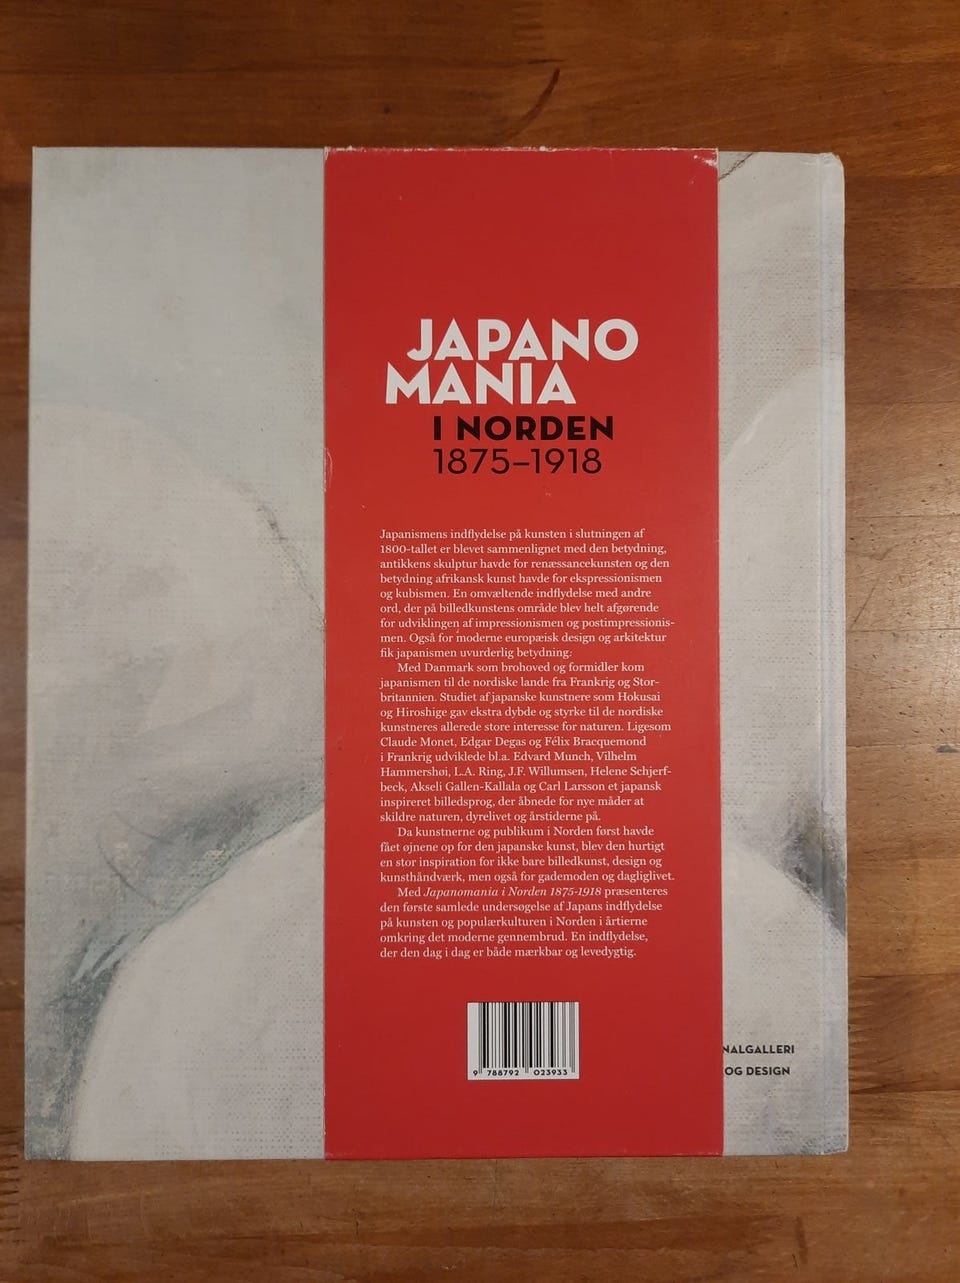 JAPANO
MANIA
I NORDEN
1875–1918
Japanismens indflydelse på kunsten i slutningen af
1800-tallet er blevet sammenlignet med den betydning,
antikkens skulptur havde for renæssancekunsten og den
betydning afrikansk kunst havde for ekspressionismen
og kubismen. En omvæltende indflydelse med andre
ord, der på billedkunstens område blev helt afgørende
for udviklingen af impressionismen og postimpressionis-
men. Også for moderne europæisk design og arkitektur
fik japanismen uvurderlig betydning.
Med Danmark som brohoved og formidler kom
japanismen til de nordiske lande fra Frankrig og Stor-
britannien. Studiet af japanske kunstnere som Hokusai
og Hiroshige gav ekstra dybde og styrke til de nordiske
kunstneres allerede store interesse for naturen. Ligesom
Claude Monet, Edgar Degas og Félix Bracquemond
i Frankrig udviklede bl.a. Edvard Munch, Vilhelm
Hammershøi, L.A. Ring, J.F. Willumsen, Helene Schjerf-
beck, Akseli Gallen-Kallala og Carl Larsson et japansk
inspireret billedsprog, der åbnede for nye måder at
skildre naturen, dyrelivet og årstiderne på.
Da kunstnerne og publikum i Norden først havde
fået øjnene op for den japanske kunst, blev den hurtigt
en stor inspiration for ikke bare billedkunst, design og
kunsthåndværk, men også for gademoden og dagliglivet.
Med Japanomania i Norden 1875-1918 præsenteres
den første samlede undersøgelse af Japans indflydelse
på kunsten og populærkulturen i Norden i årtierne
omkring det moderne gennembrud. En indflydelse,
der den dag i dag er både mærkbar og levedygtig.
9 788792 023933
NALGALLERI
OG DESIGN